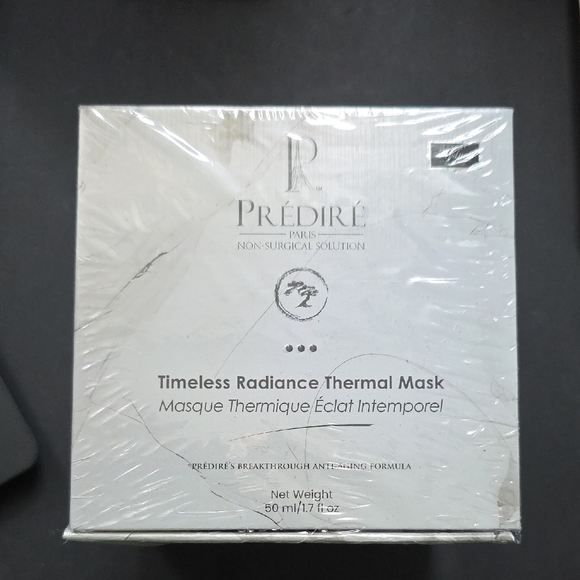 PRÉDIRÉ
PARIS
NON-SURGICAL SOLUTION
Timeless Radiance Thermal Mask
Masque Thermique Éclat Intemporel
*PRÉDIRÉ'S BREAKTHROUGH ANTI-AGING FORMULA
Net Weight
50 ml/1.7 fl oz